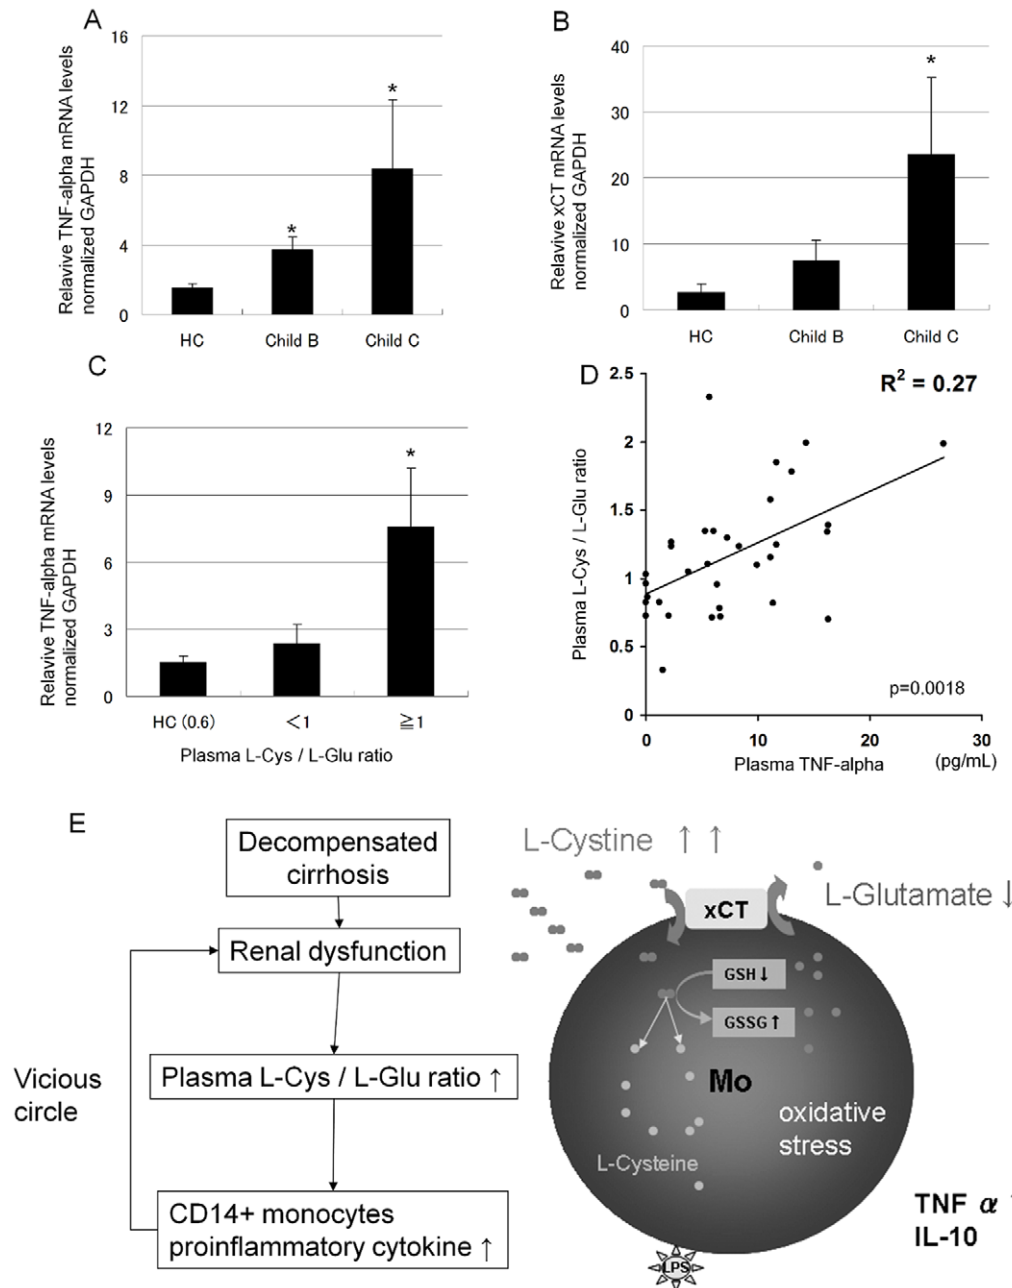 A
Relavive TNF-alpha mRNA levels
normalized GAPDH
16
12
8
4
0
*
*
HC
Child B
Child C
B
Relavive xCT mRNA levels
normalized GAPDH
40
30
20
10
0
*
HC
Child B
Child C
C
Relavive TNF-alpha mRNA levels
normalized GAPDH
12
9
6
3
0
*
HC (0.6)
<1
≧1
Plasma L-Cys / L-Glu ratio
D
R² = 0.27
Plasma L-Cys / L-Glu ratio
2.5
2
1.5
1
0.5
0
p=0.0018
0
10
20
30
Plasma TNF-alpha
(pg/mL)
E
Decompensated
cirrhosis
Renal dysfunction
Plasma L-Cys / L-Glu ratio ↑
CD14+ monocytes
proinflammatory cytokine ↑
Vicious
circle
L-Cystine ↑ ↑
L-Glutamate ↓
xCT
GSH↓
GSSG↑
Mo
oxidative
stress
L-Cysteine
LPS
TNF α
IL-10